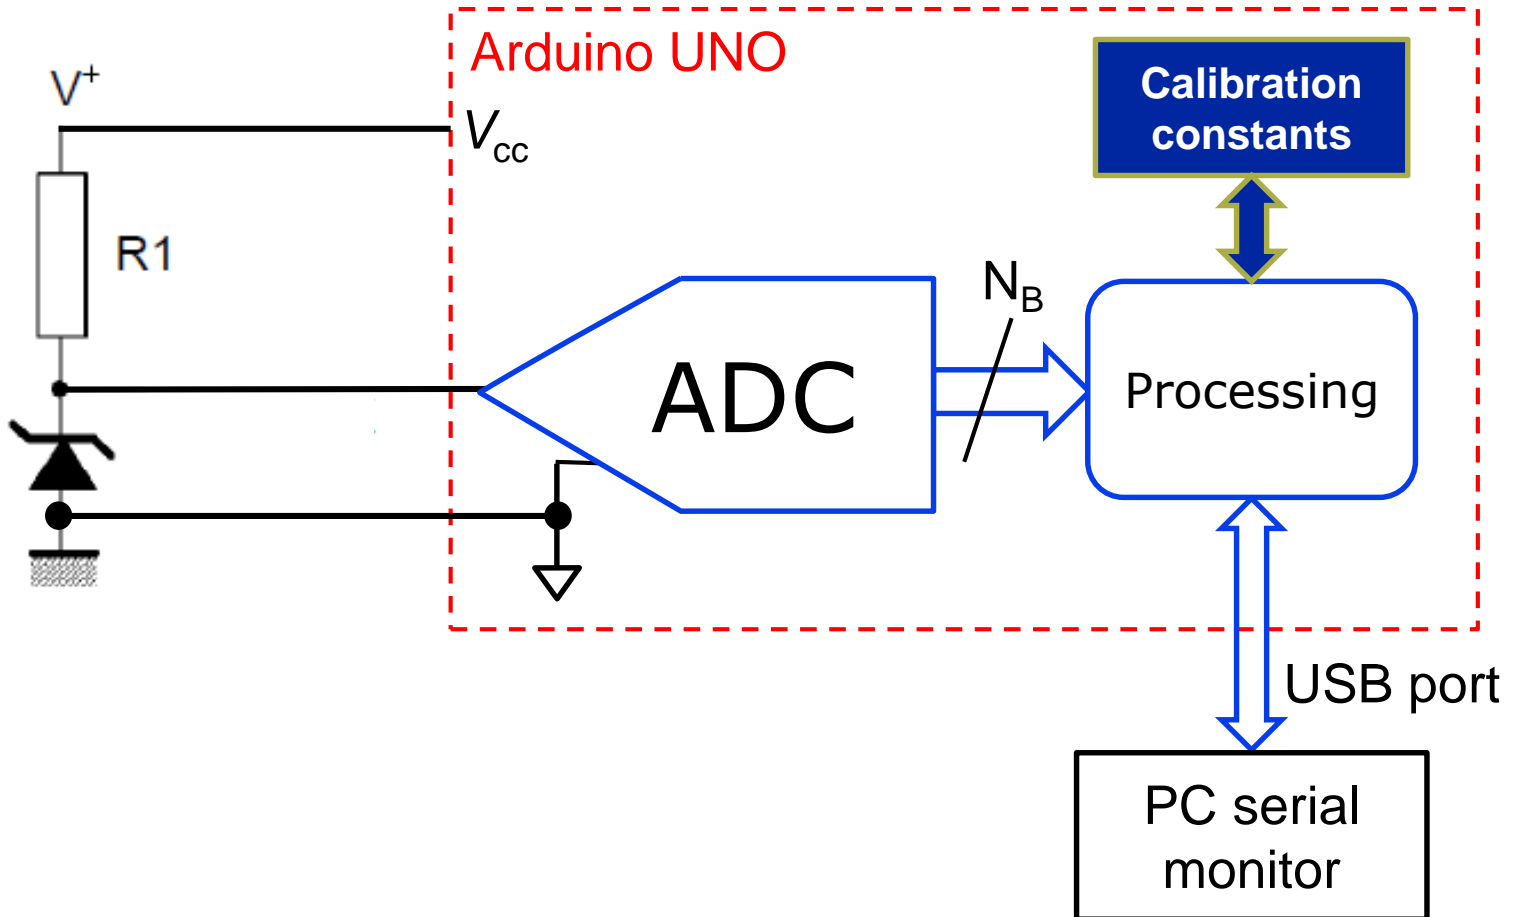 Arduino UNO
V⁺
Vcc
R1
Calibration
constants
NB
ADC
Processing
USB port
PC serial
monitor